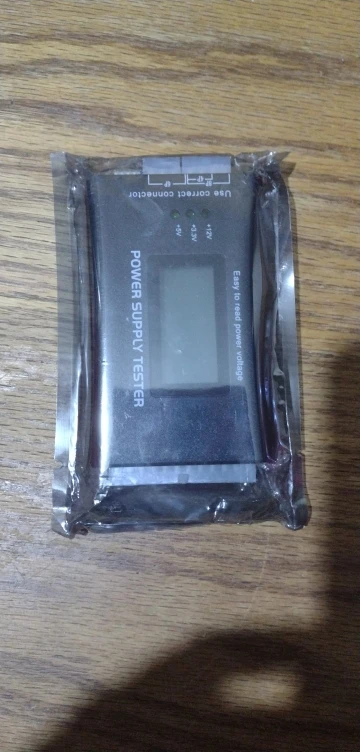 Easy to read power voltage
POWER SUPPLY TESTER
+12V
+3.3V
+5V
Use correct connector